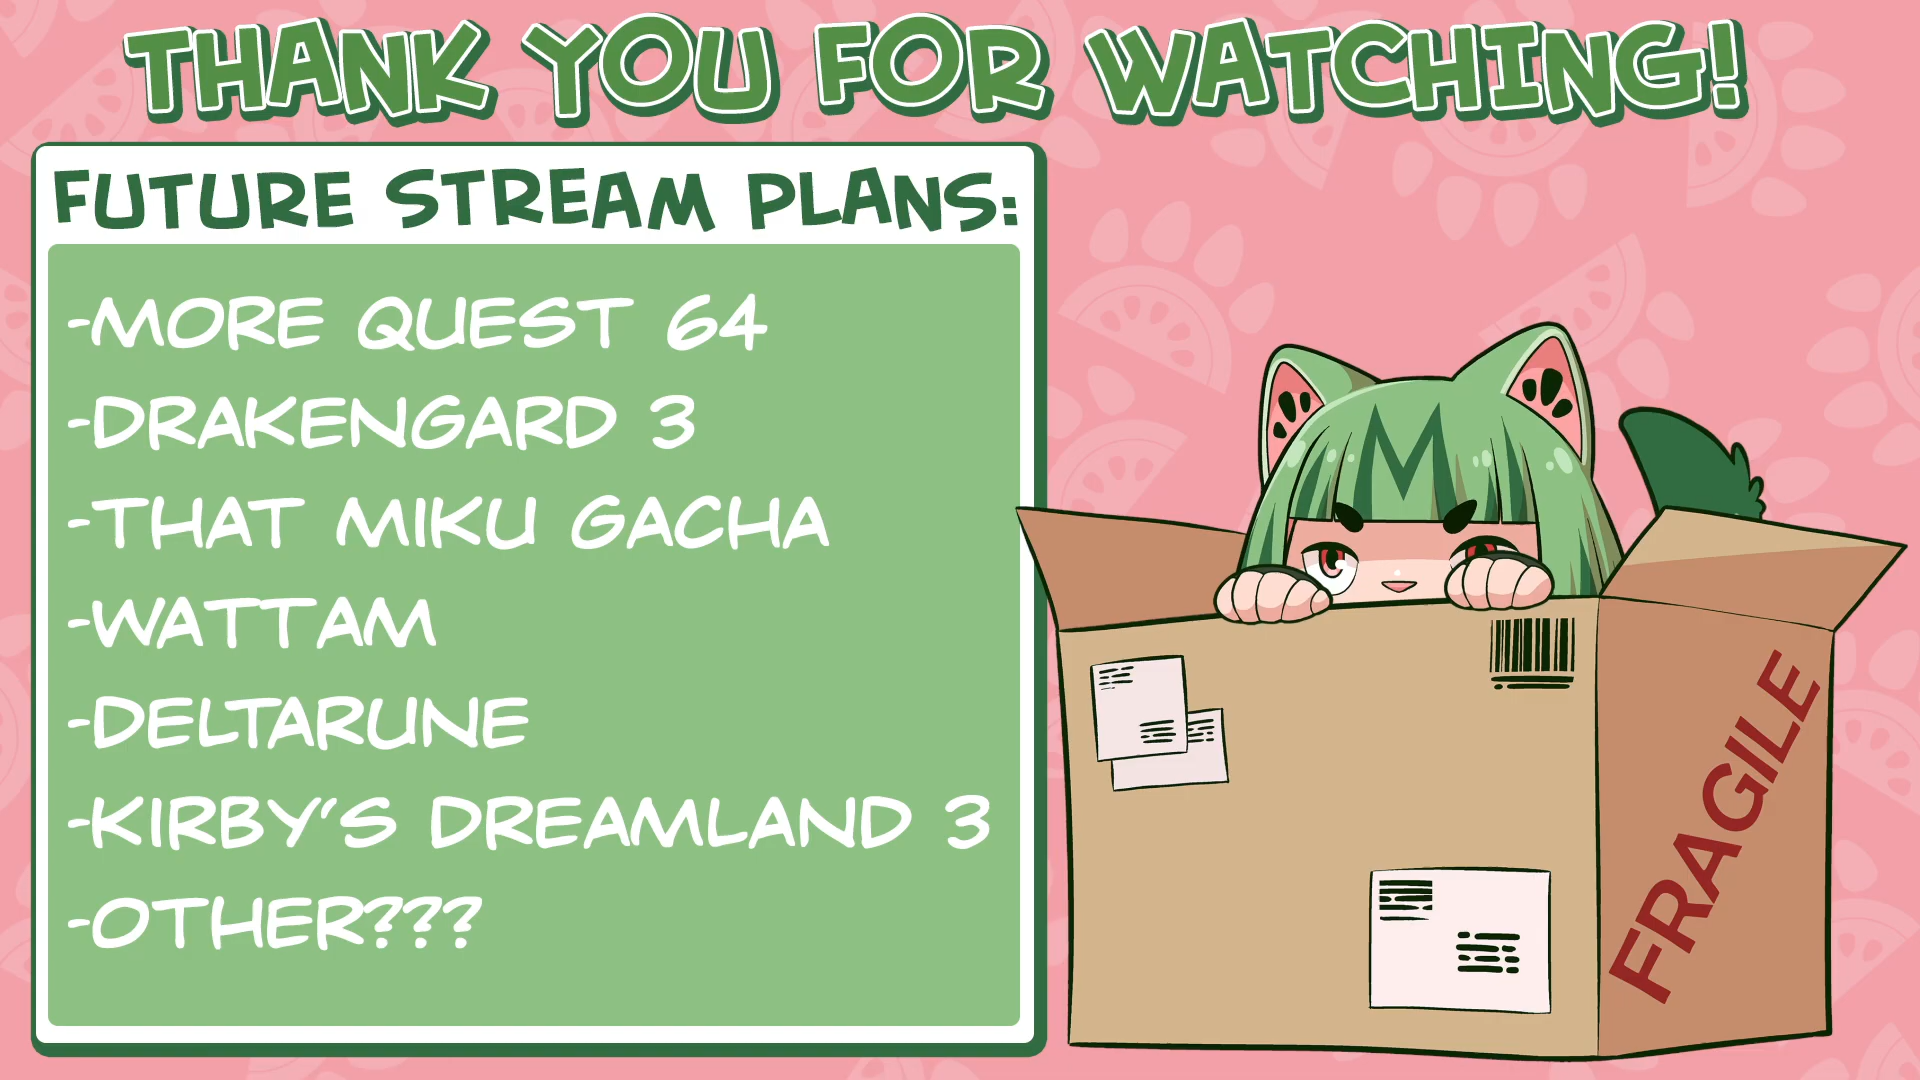 THANK YOU FOR WATCHING!
FUTURE STREAM PLANS:
-MORE QUEST 64
-DRAKENGARD 3
-THAT MIKU GACHA
-WATTAM
-DELTARUNE
-KIRBY'S DREAMLAND 3
-OTHER???
M
FRAGILE